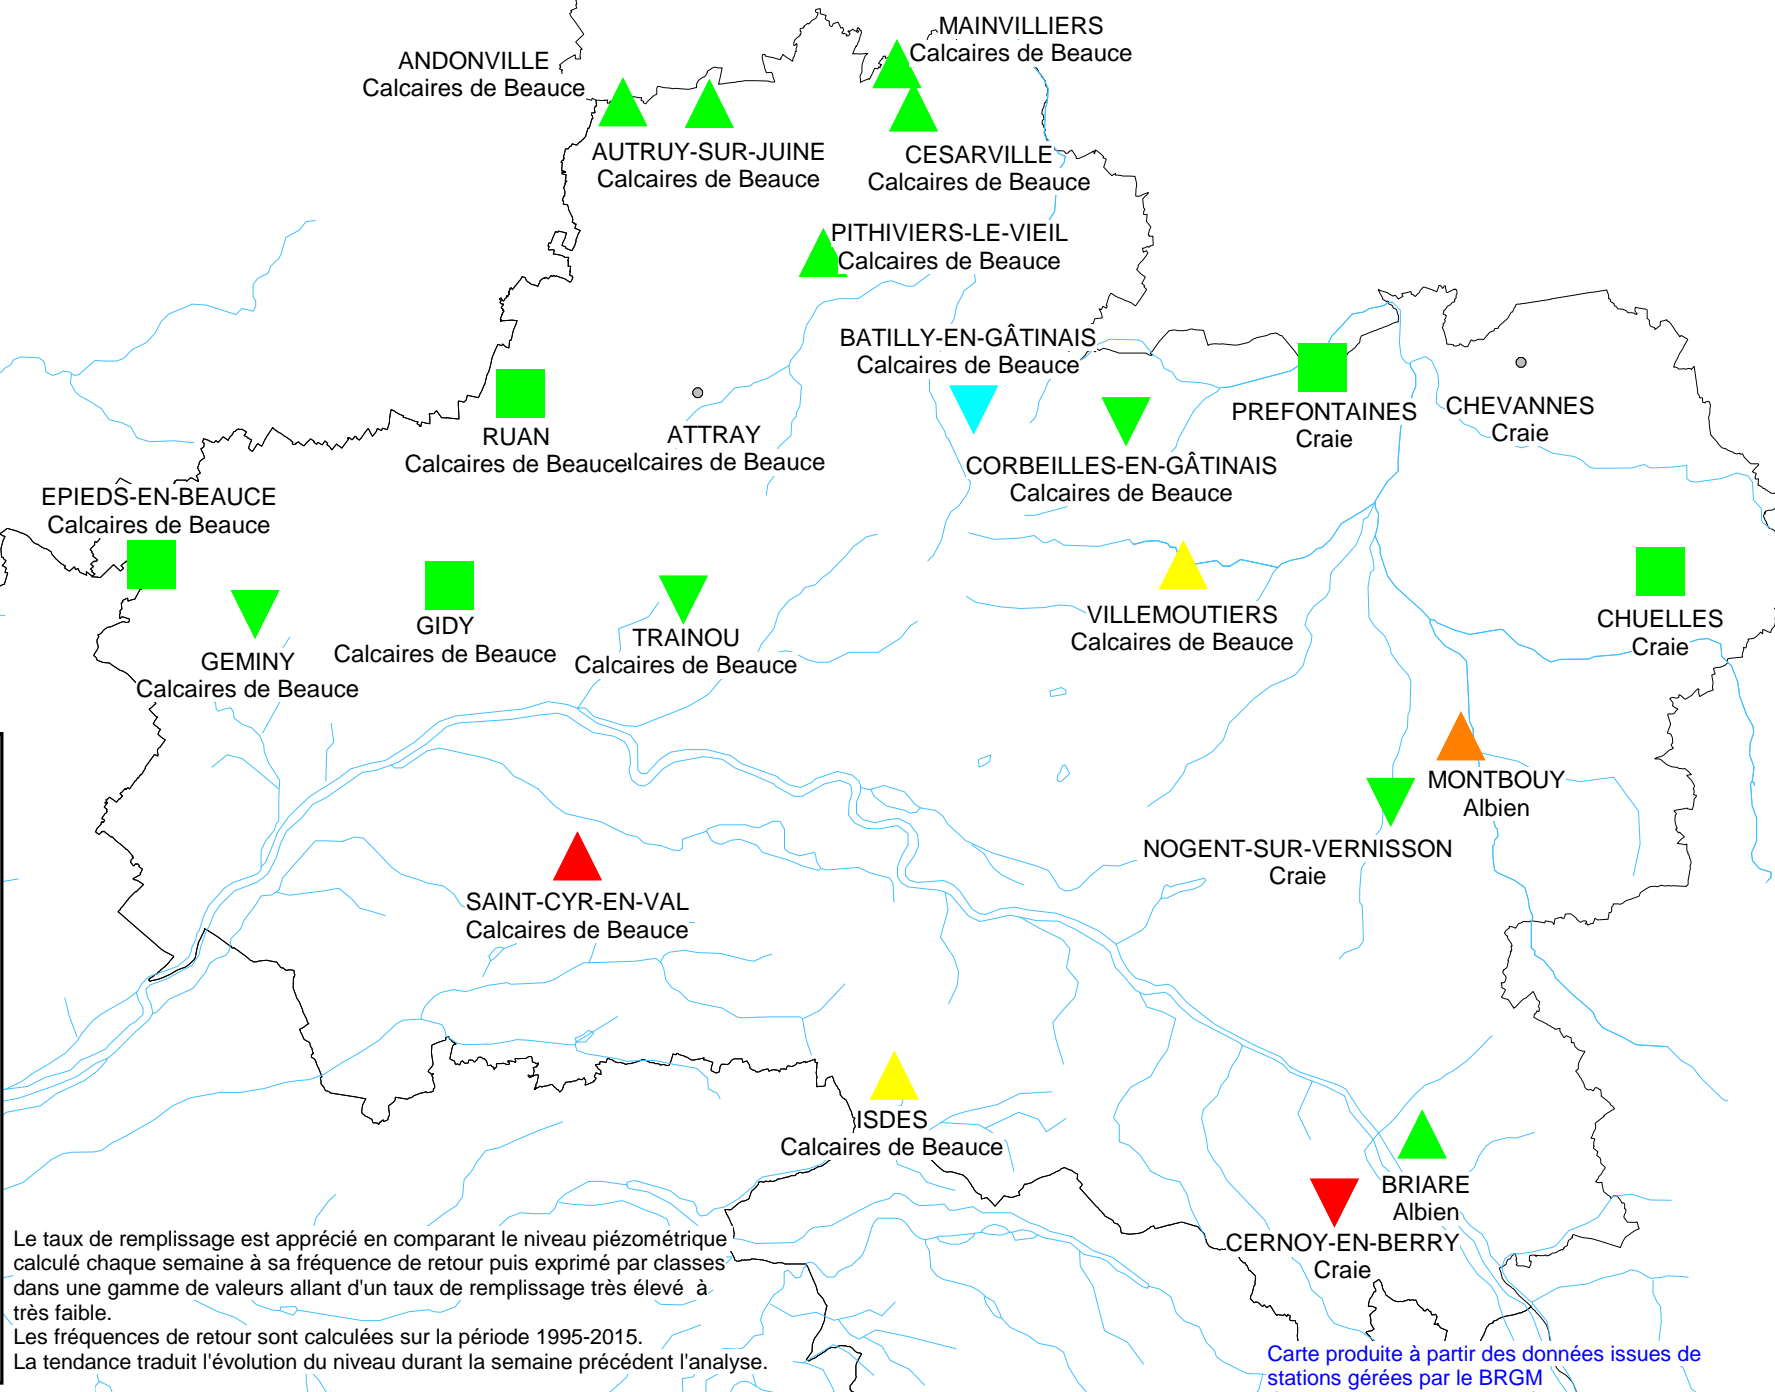 MAINVILLIERS
Calcaires de Beauce
ANDONVILLE
Calcaires de Beauce
AUTRUY-SUR-JUINE
Calcaires de Beauce
CESARVILLE
Calcaires de Beauce
PITHIVIERS-LE-VIEIL
Calcaires de Beauce
BATILLY-EN-GÂTINAIS
Calcaires de Beauce
PREFONTAINES
Craie
CHEVANNES
Craie
RUAN
Calcaires de Beauce
ATTRAY
lcaires de Beauce
CORBEILLES-EN-GÂTINAIS
Calcaires de Beauce
EPIEDS-EN-BEAUCE
Calcaires de Beauce
GEMINY
Calcaires de Beauce
GIDY
Calcaires de Beauce
TRAINOU
Calcaires de Beauce
VILLEMOUTIERS
Calcaires de Beauce
CHUELLES
Craie
MONTBOUY
Albien
NOGENT-SUR-VERNISSON
Craie
SAINT-CYR-EN-VAL
Calcaires de Beauce
ISDES
Calcaires de Beauce
BRIARE
Albien
CERNOY-EN-BERRY
Craie
Le taux de remplissage est apprécié en comparant le niveau piézométrique
calculé chaque semaine à sa fréquence de retour puis exprimé par classes
dans une gamme de valeurs allant d'un taux de remplissage très élevé à
très faible.
Les fréquences de retour sont calculées sur la période 1995-2015.
La tendance traduit l'évolution du niveau durant la semaine précédent l'analyse.
Carte produite à partir des données issues de
stations gérées par le BRGM